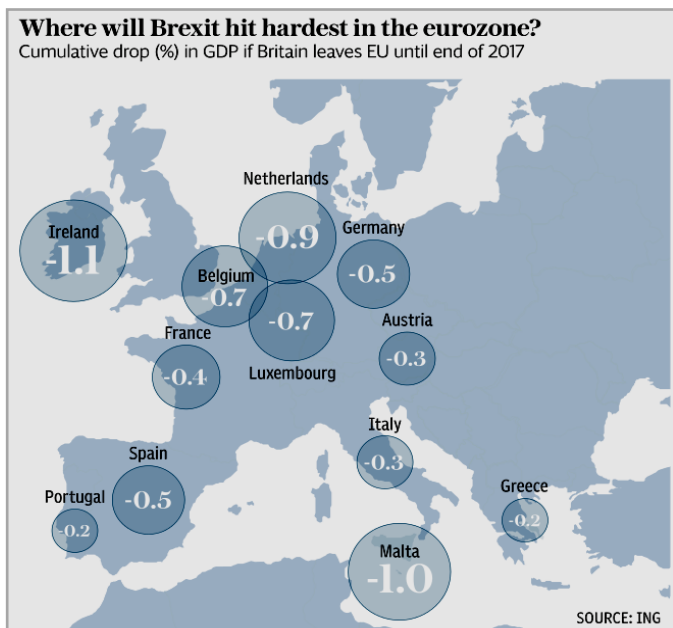 Where will Brexit hit hardest in the eurozone?
Cumulative drop (%) in GDP if Britain leaves EU until end of 2017
Netherlands
-0.9
Ireland
-1.1
Germany
-0.5
Belgium
-0.7
-0.7
Luxembourg
Austria
-0.3
France
-0.4
Italy
-0.3
Spain
-0.5
Portugal
-0.2
Greece
-0.2
Malta
-1.0
SOURCE: ING